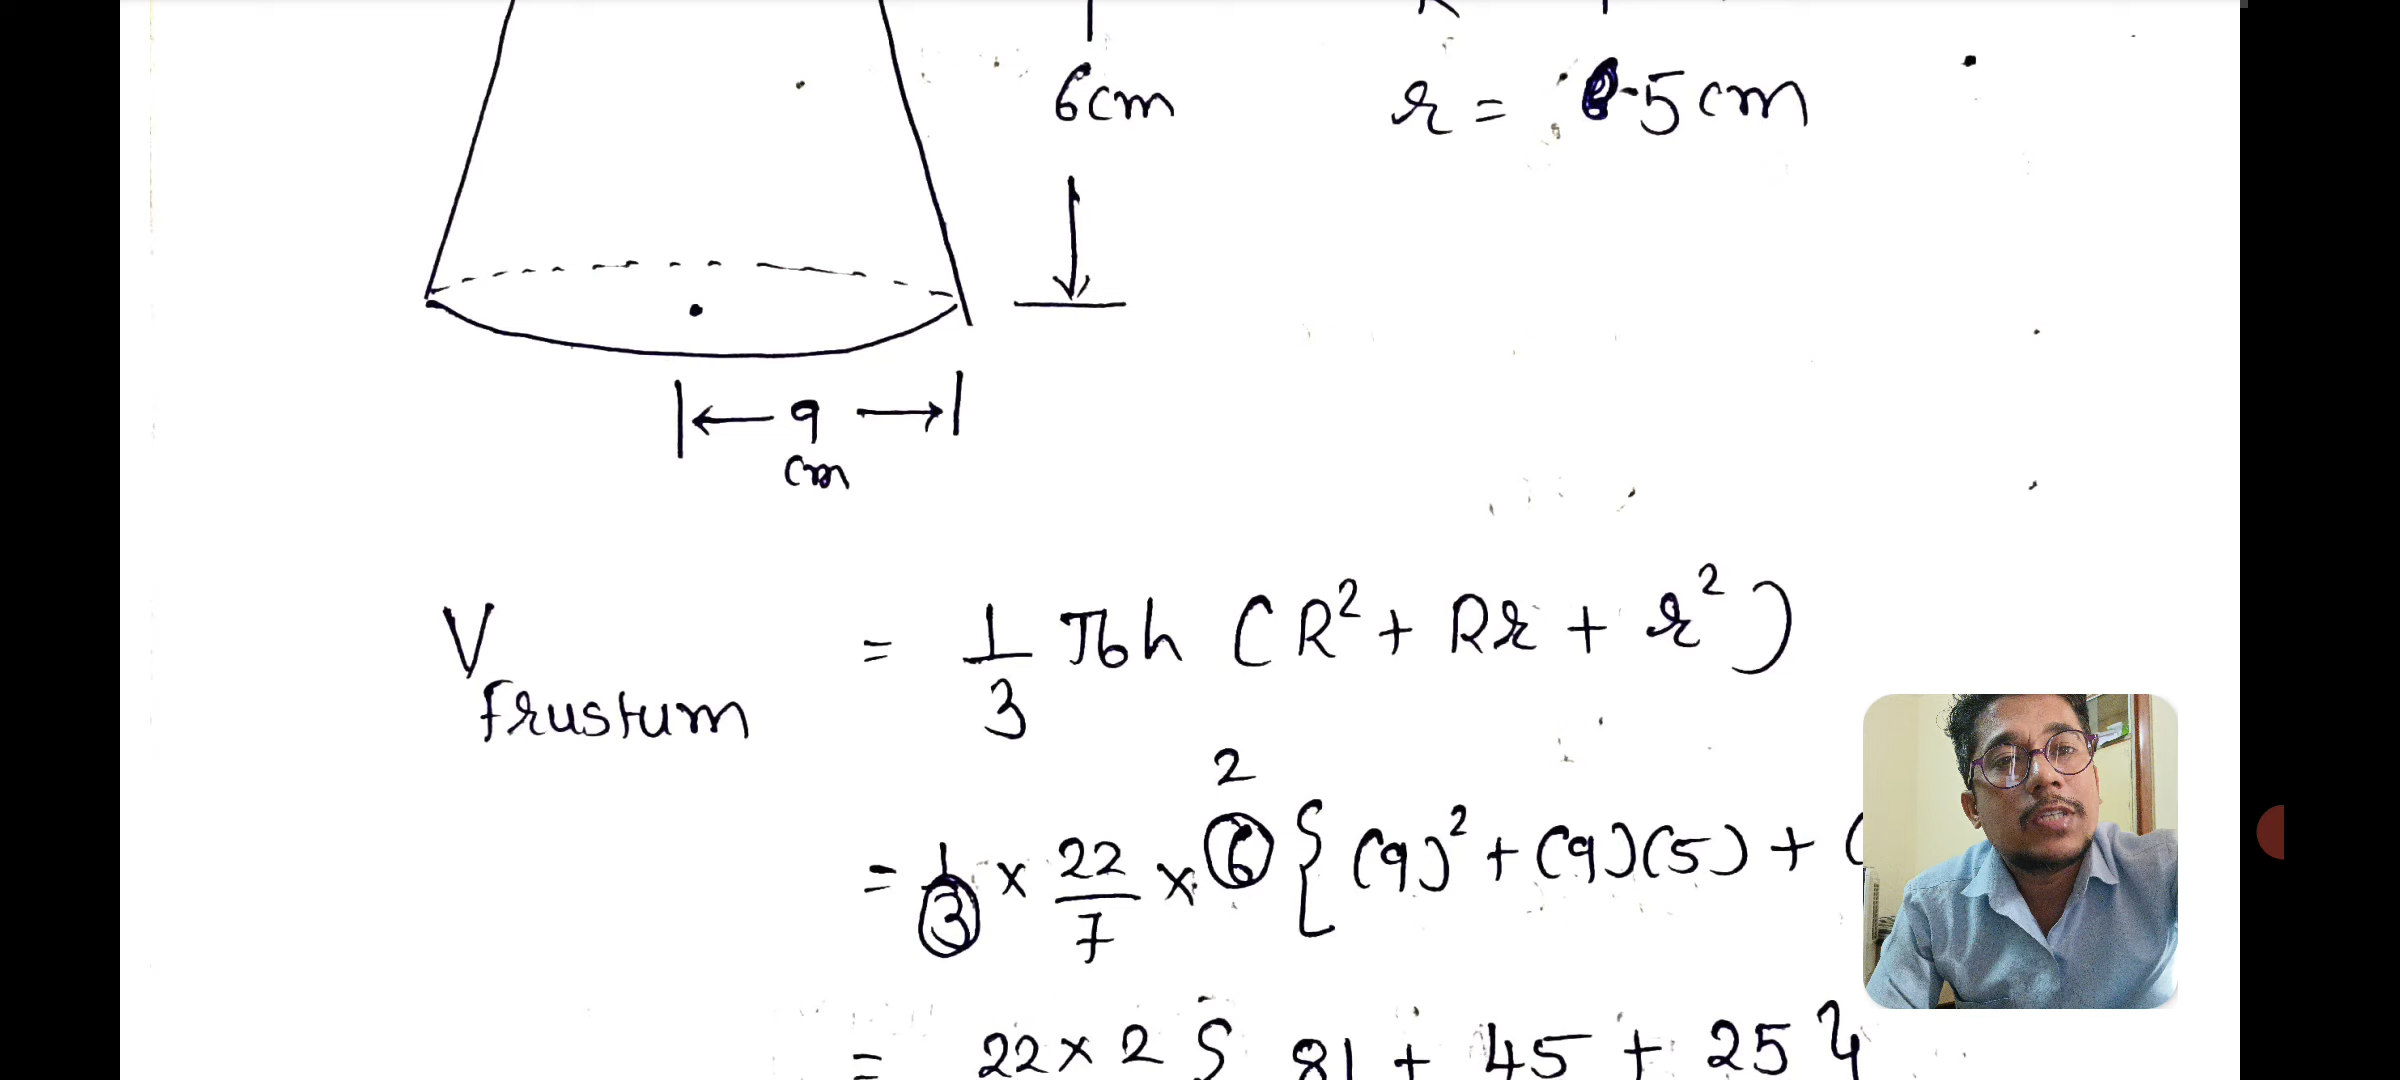 6cm
r = 5 cm
9
cm
V frustum = 1/3 πh (R² + Rr + r²)
2
= 1/3 × 22/7 × 6 { (9)² + (9)(5) + (
= 22 × 2 { 81 + 45 + 25 }